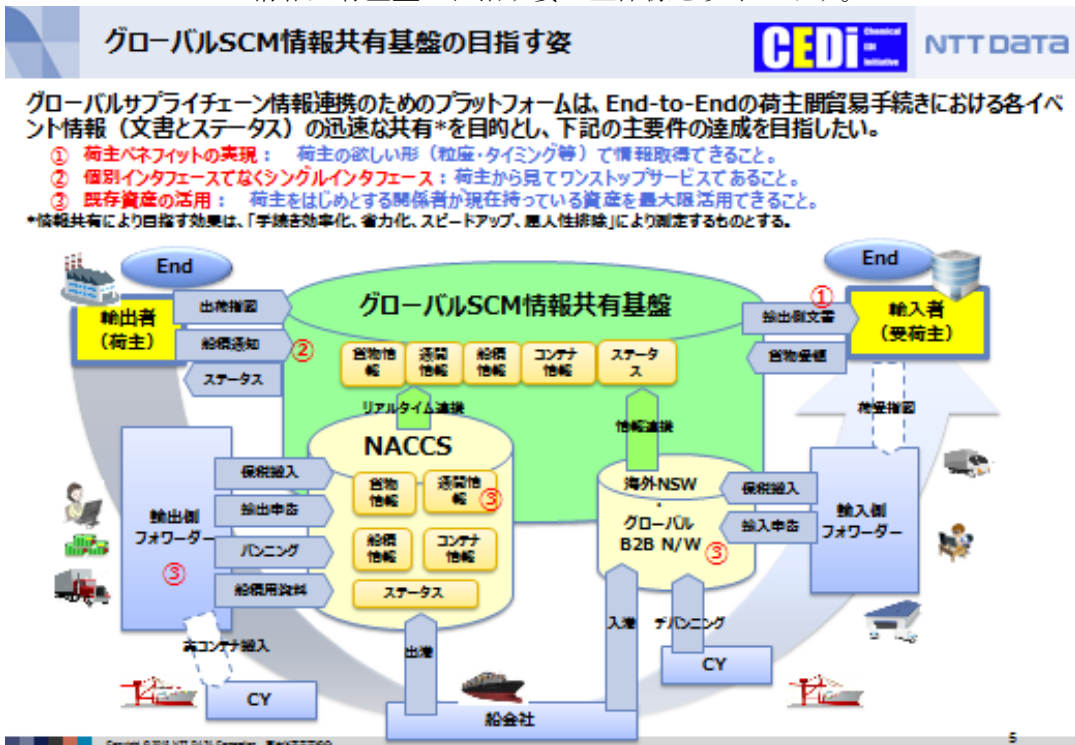 グローバルSCM情報共有基盤の目指す姿
CEDi
Chemical
EDI
Initiative
NTT DATA
グローバルサプライチェーン情報連携のためのプラットフォームは、End-to-Endの荷主間貿易手続きにおける各イベ
ント情報（文書とステータス）の迅速な共有*を目的とし、下記の主要件の達成を目指したい。
① 荷主ベネフィットの実現： 荷主の欲しい形（粒度・タイミング等）で情報取得できること。
② 個別インタフェースでなくシングルインタフェース：荷主から見てワンストップサービスであること。
③ 既存資産の活用： 荷主をはじめとする関係者が現在持っている資産を最大限活用できること。
*情報共有により目指す効果は、「手続き効率化、省力化、スピードアップ、属人性排除」により測定するものとする。
End
End
グローバルSCM情報共有基盤
輸出者
（荷主）
出荷指図
船積通知
ステータス
②
貨物情
報
通関
情報
船積
情報
コンテナ
情報
ステータ
ス
①
輸出側文書
貨物受領
輸入者
（受荷主）
リアルタイム連携
情報連携
荷受指図
NACCS
貨物
情報
通関情
報
③
船積
情報
コンテナ
情報
ステータス
海外NSW
・
グローバル
B2B N/W
③
輸出側
フォワーダー
③
保税搬入
輸出申告
バンニング
船積用資料
保税搬入
輸入申告
輸入側
フォワーダー
コンテナ搬入
CY
出港
入港
デバンニング
CY
船会社
5